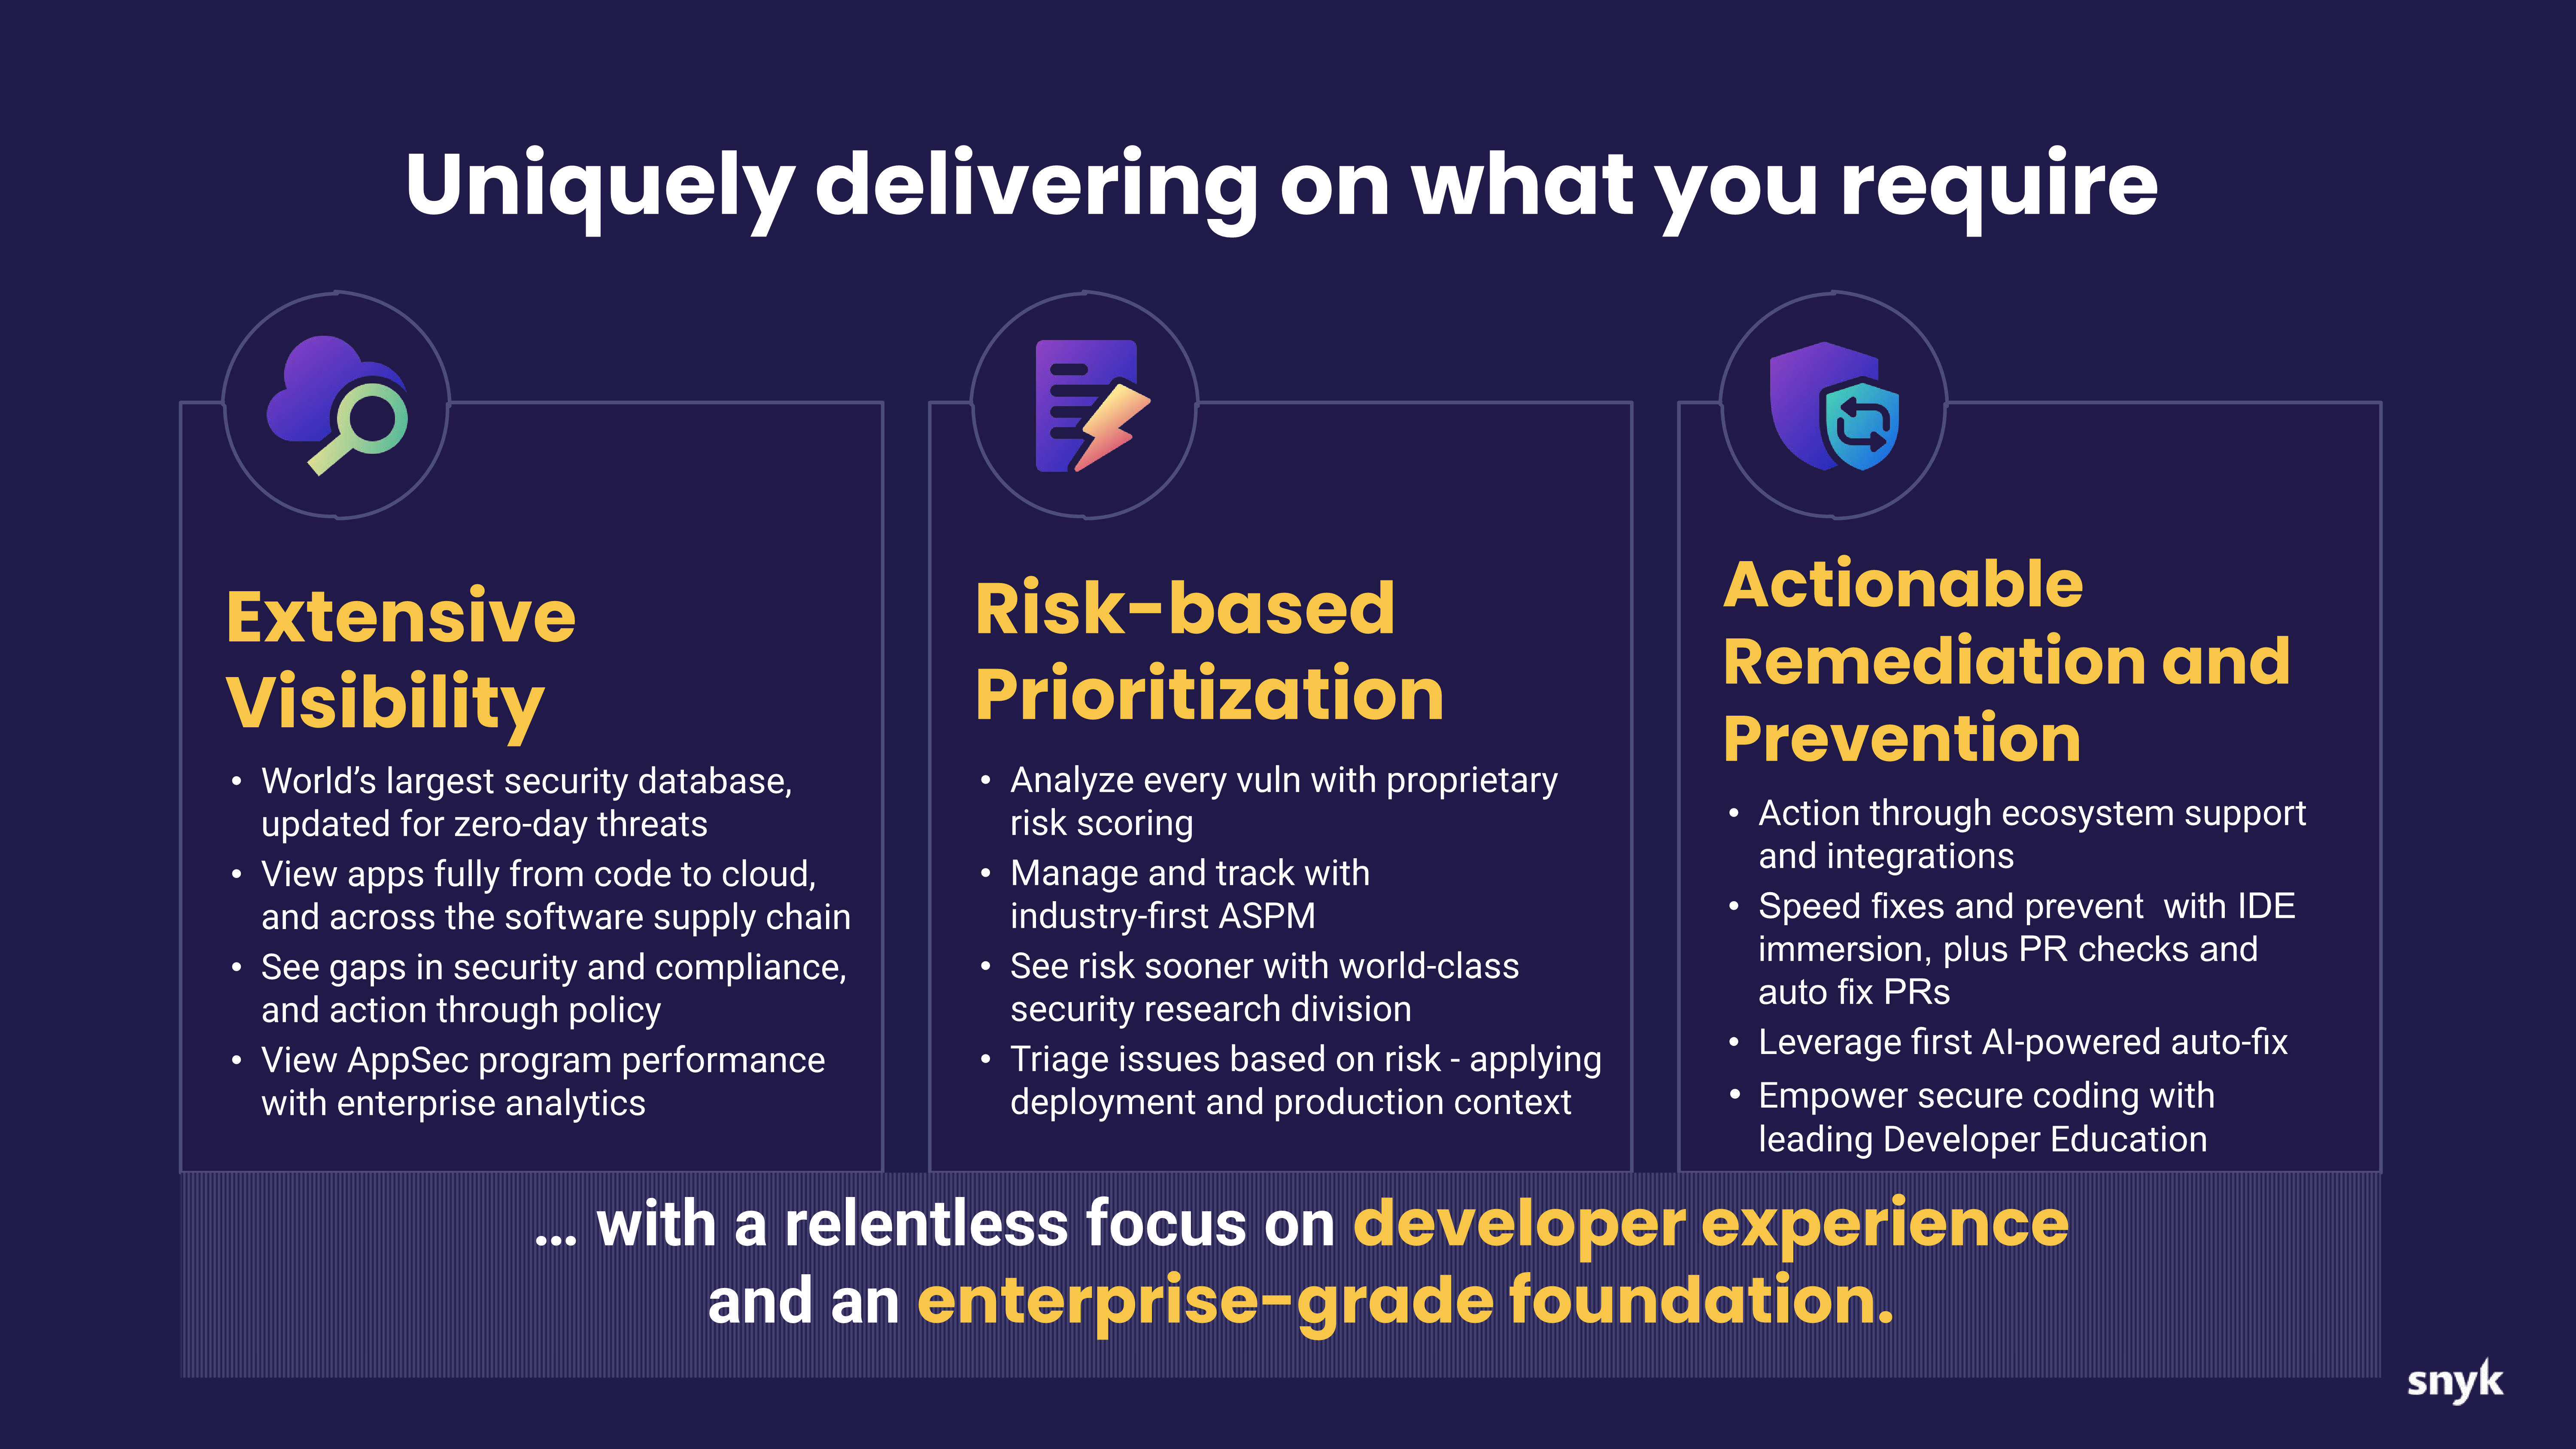 Uniquely delivering on what you require
Extensive
Visibility
• World’s largest security database,
updated for zero-day threats
• View apps fully from code to cloud,
and across the software supply chain
• See gaps in security and compliance,
and action through policy
• View AppSec program performance
with enterprise analytics
Risk-based
Prioritization
• Analyze every vuln with proprietary
risk scoring
• Manage and track with
industry-first ASPM
• See risk sooner with world-class
security research division
• Triage issues based on risk - applying
deployment and production context
Actionable
Remediation and
Prevention
• Action through ecosystem support
and integrations
• Speed fixes and prevent  with IDE
immersion, plus PR checks and
auto fix PRs
• Leverage first AI-powered auto-fix
• Empower secure coding with
leading Developer Education
... with a relentless focus on developer experience
and an enterprise-grade foundation.
snyk